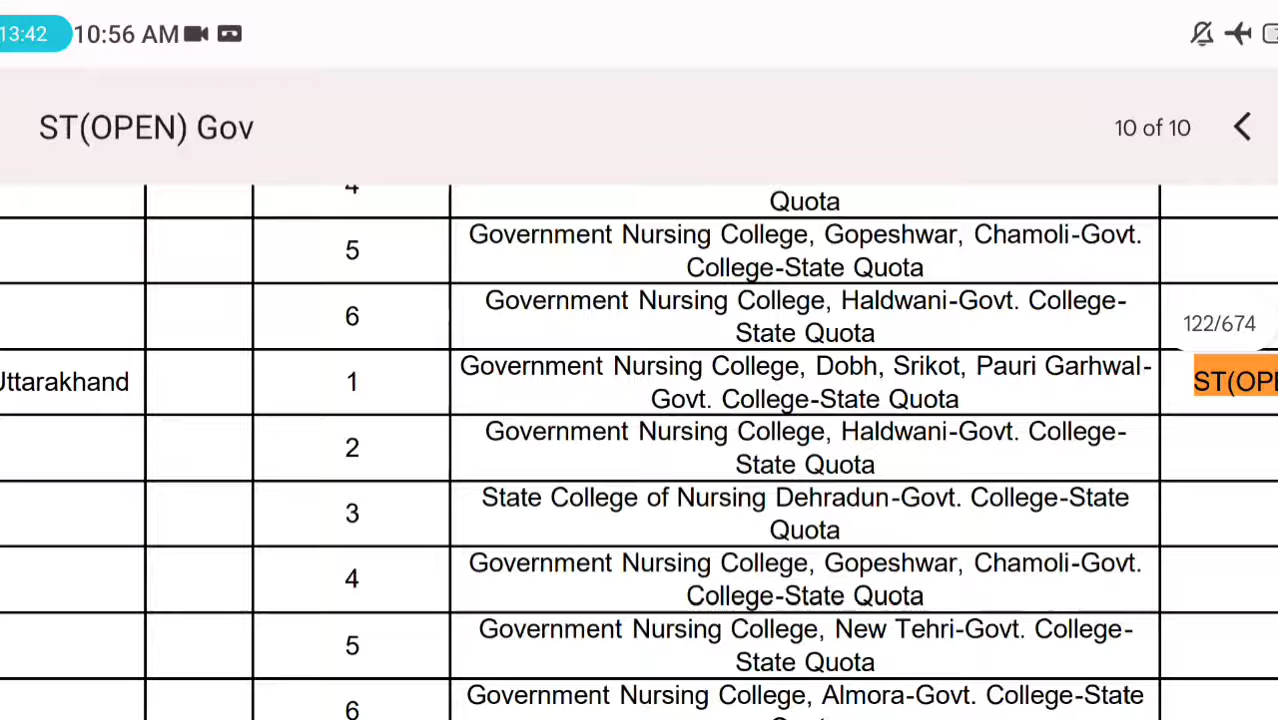 13:42 10:56 AM
ST(OPEN) Gov 10 of 10
4 Quota
5 Government Nursing College, Gopeshwar, Chamoli-Govt.
College-State Quota
6 Government Nursing College, Haldwani-Govt. College-
State Quota
122/674
Uttarakhand 1 Government Nursing College, Dobh, Srikot, Pauri Garhwal-
Govt. College-State Quota
ST(OPE
2 Government Nursing College, Haldwani-Govt. College-
State Quota
3 State College of Nursing Dehradun-Govt. College-State
Quota
4 Government Nursing College, Gopeshwar, Chamoli-Govt.
College-State Quota
5 Government Nursing College, New Tehri-Govt. College-
State Quota
6 Government Nursing College, Almora-Govt. College-State